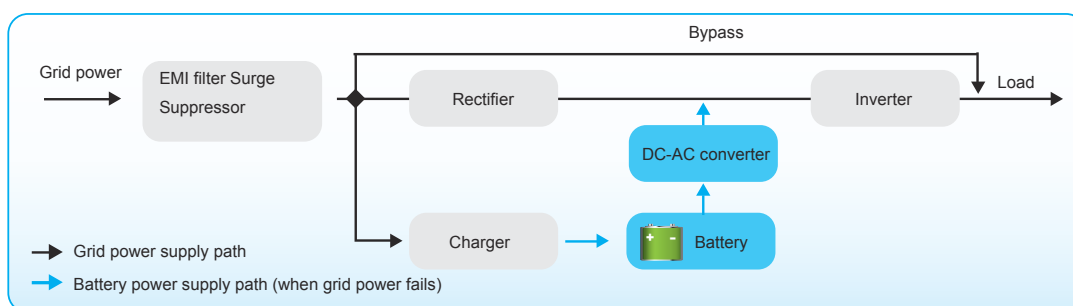 Bypass
Grid power
EMI filter Surge
Suppressor
Rectifier
Inverter
Load
DC-AC converter
Charger
+ -
Battery
Grid power supply path
Battery power supply path (when grid power fails)